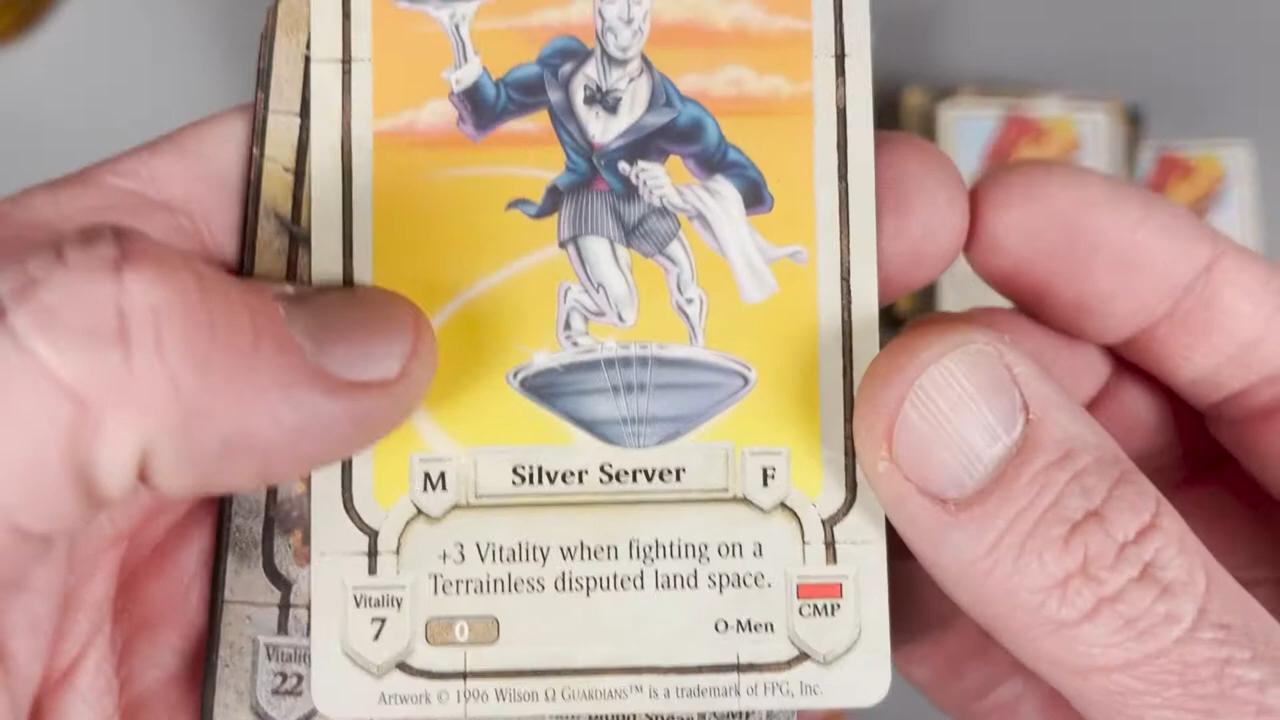 M Silver Server F
+3 Vitality when fighting on a
Terrainless disputed land space.
Vitality
7
0
O-Men
CMP
Artwork © 1996 Wilson Ω GUARDIANS™ is a trademark of FPG, Inc.
Vitality
22